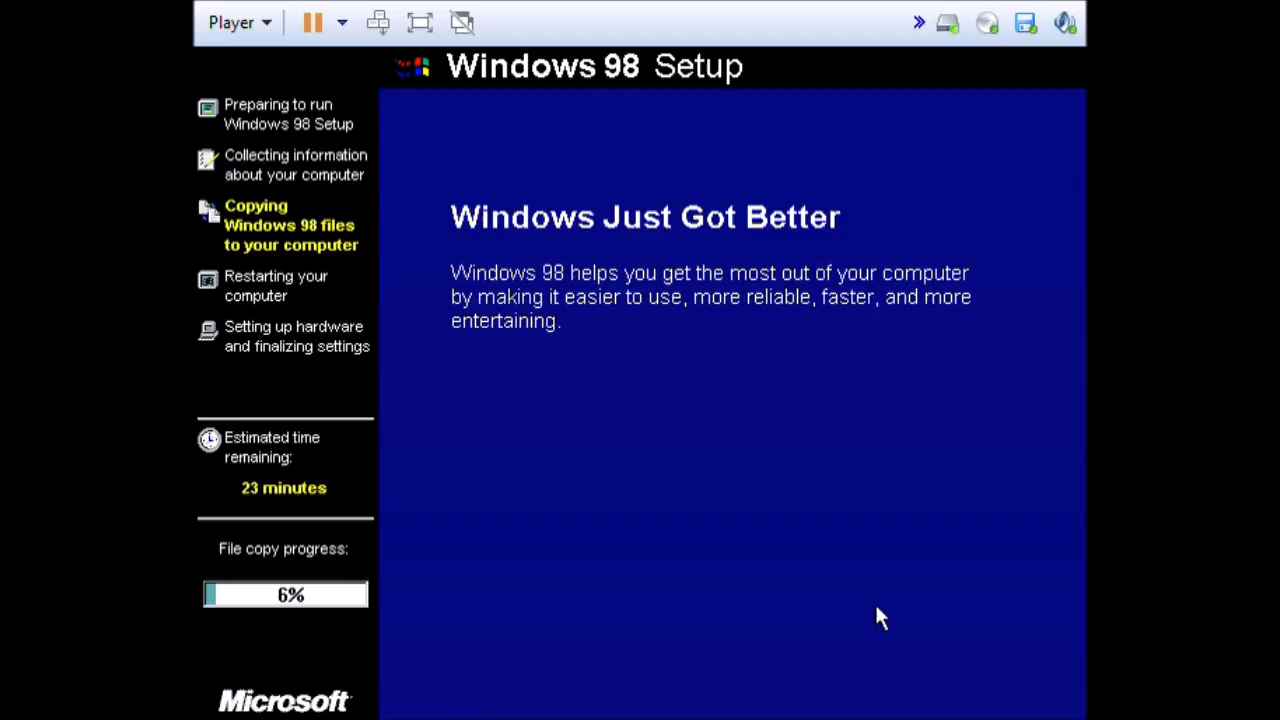 Player
Windows 98 Setup
Preparing to run
Windows 98 Setup
Collecting information
about your computer
Copying
Windows 98 files
to your computer
Restarting your
computer
Setting up hardware
and finalizing settings
Estimated time
remaining:
23 minutes
File copy progress:
6%
Microsoft
Windows Just Got Better
Windows 98 helps you get the most out of your computer
by making it easier to use, more reliable, faster, and more
entertaining.